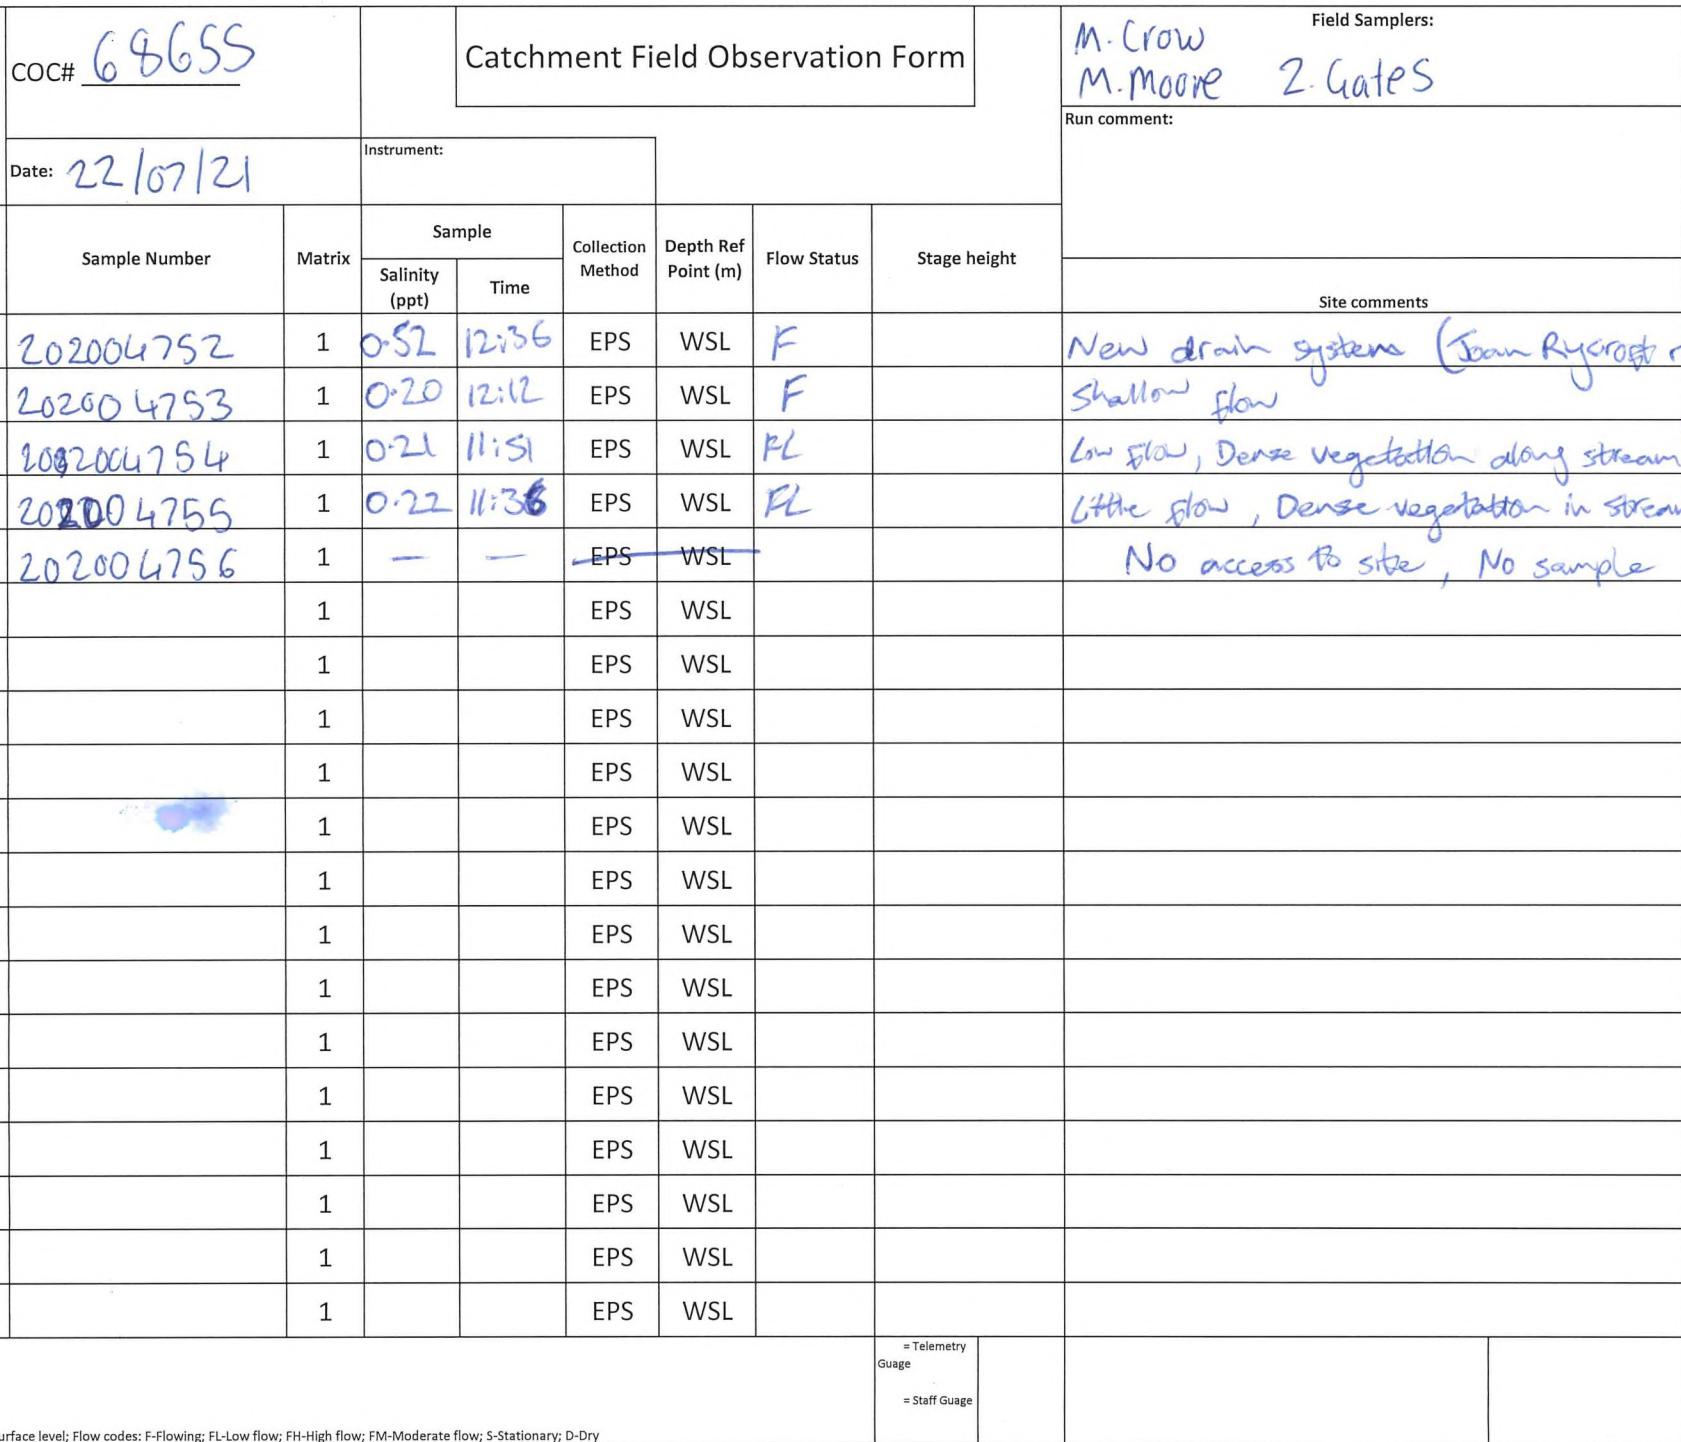 COC# 68655
Catchment Field Observation Form
Field Samplers:
M. Crow
M. Moore Z. Gates
Run comment:
Date: 22/07/21
Instrument:
Sample Number Matrix Sample Collection Method Depth Ref Point (m) Flow Status Stage height Site comments
Salinity (ppt) Time
202004752 1 0.52 12:36 EPS WSL F New drain system (Joan Rycroft
202004753 1 0.20 12:12 EPS WSL F Shallow flow
202004754 1 0.21 11:51 EPS WSL FL Low flow, Dense vegetation along stream
202004755 1 0.22 11:36 EPS WSL FL Little flow, Dense vegetation in stream
202004756 1 — — EPS WSL No access to site, No sample
1 EPS WSL
1 EPS WSL
1 EPS WSL
1 EPS WSL
1 EPS WSL
1 EPS WSL
1 EPS WSL
1 EPS WSL
1 EPS WSL
1 EPS WSL
1 EPS WSL
1 EPS WSL
1 EPS WSL
1 EPS WSL
= Telemetry
Guage
= Staff Guage
urface level; Flow codes: F-Flowing; FL-Low flow; FH-High flow; FM-Moderate flow; S-Stationary; D-Dry